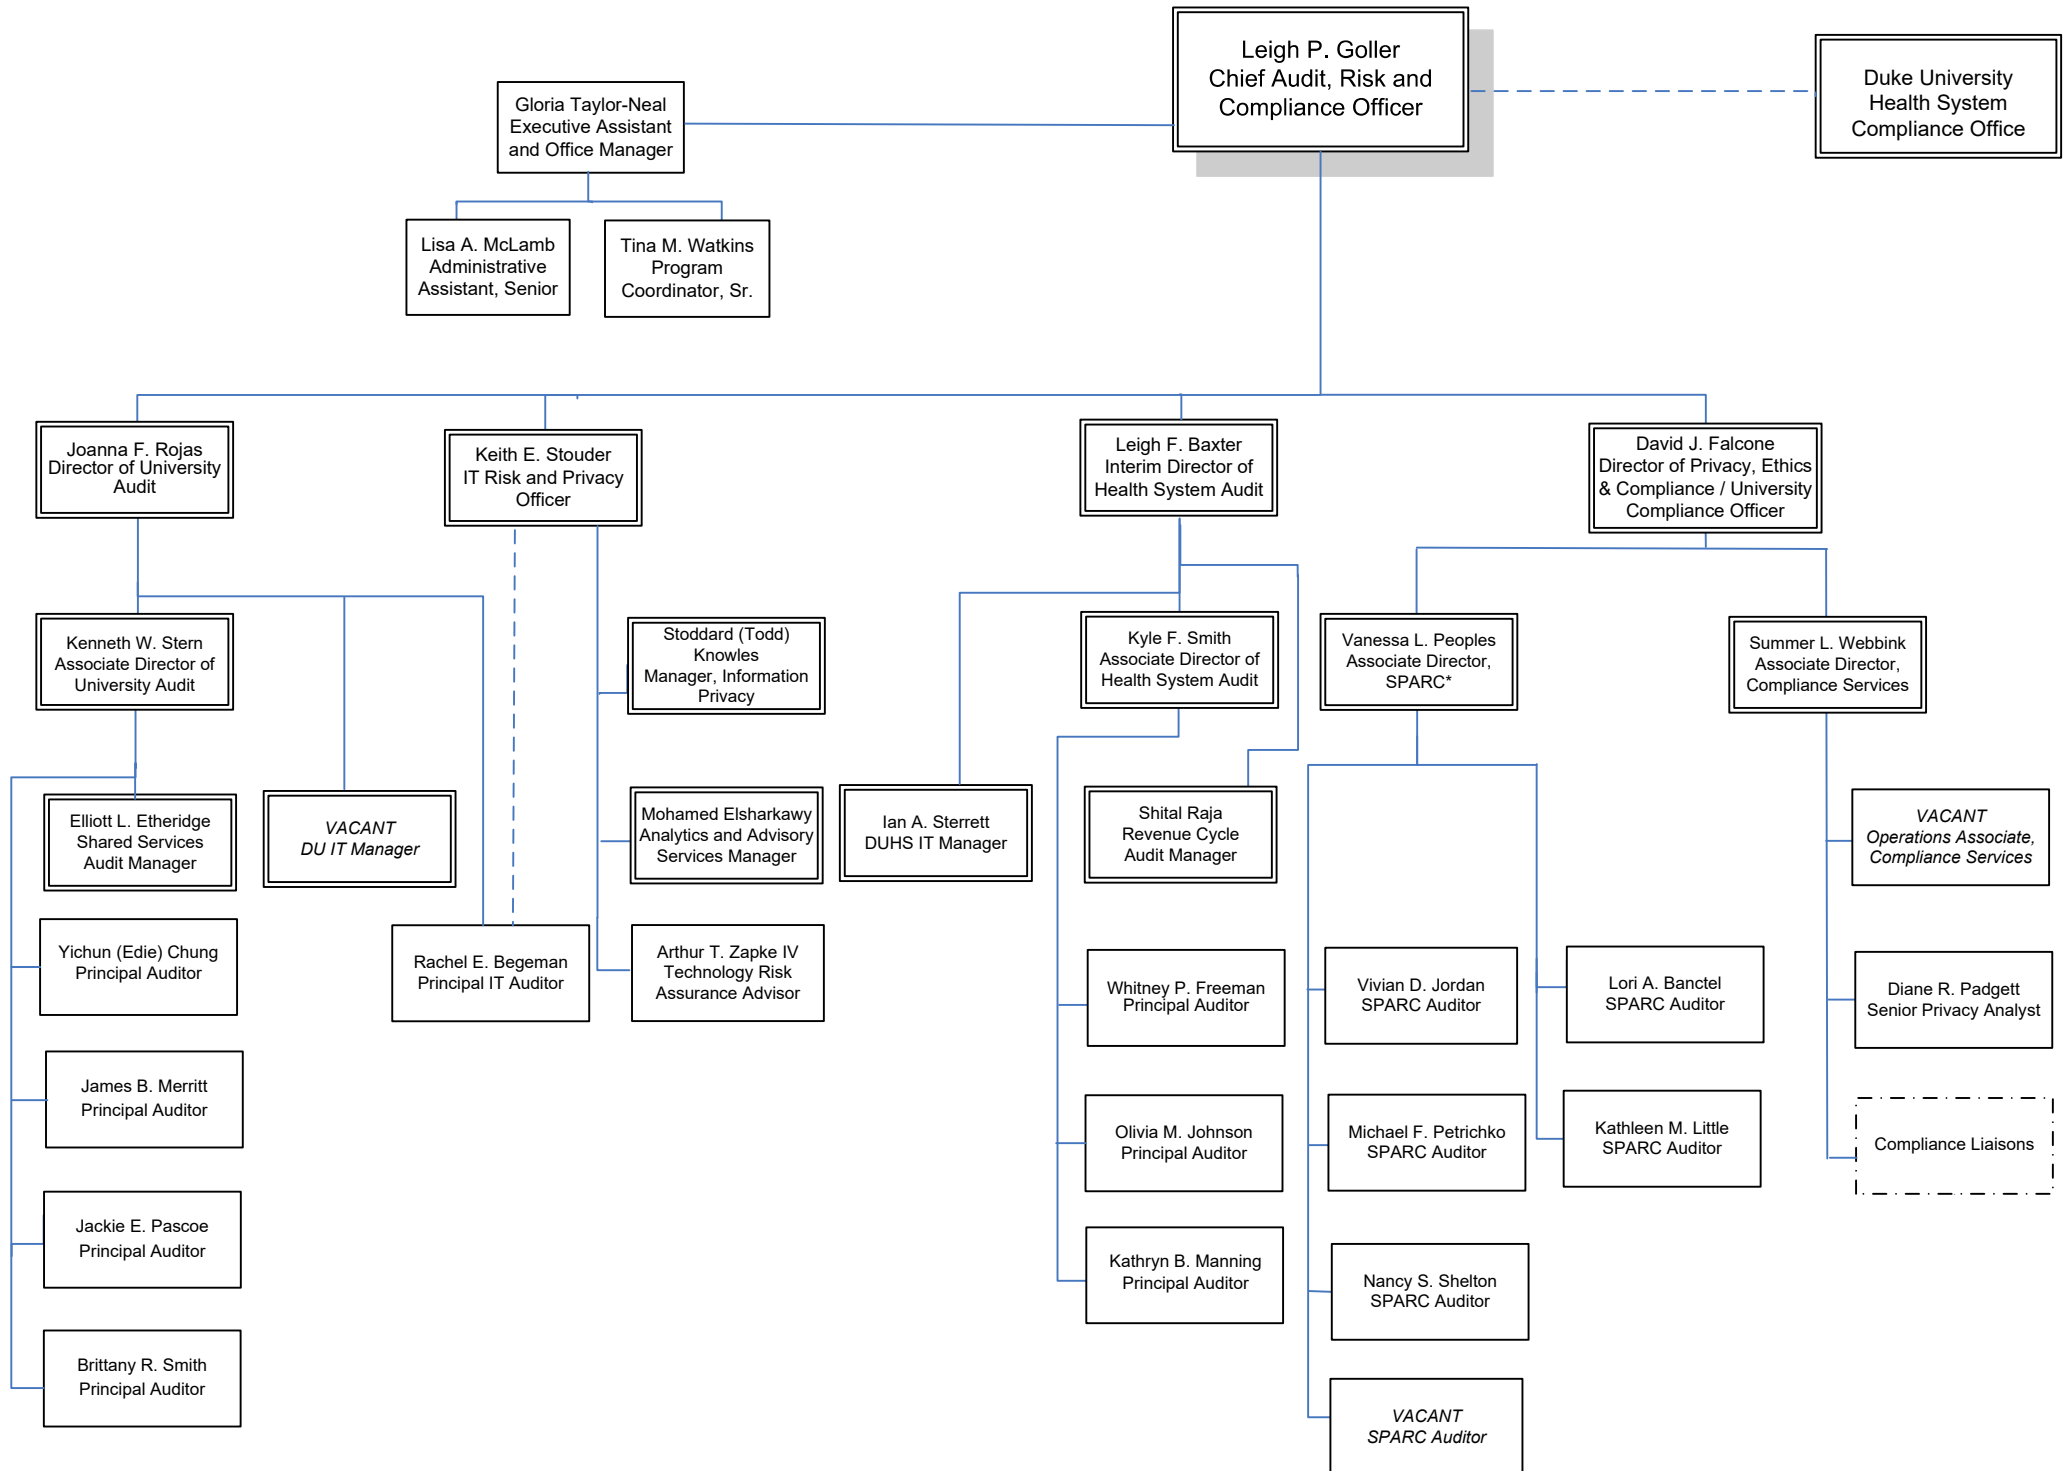 Leigh P. Goller
Chief Audit, Risk and
Compliance Officer
Duke University
Health System
Compliance Office
Gloria Taylor-Neal
Executive Assistant
and Office Manager
Lisa A. McLamb
Administrative
Assistant, Senior
Tina M. Watkins
Program
Coordinator, Sr.
Joanna F. Rojas
Director of University
Audit
Keith E. Stouder
IT Risk and Privacy
Officer
Leigh F. Baxter
Interim Director of
Health System Audit
David J. Falcone
Director of Privacy, Ethics
& Compliance / University
Compliance Officer
Kenneth W. Stern
Associate Director of
University Audit
Stoddard (Todd)
Knowles
Manager, Information
Privacy
Kyle F. Smith
Associate Director of
Health System Audit
Vanessa L. Peoples
Associate Director,
SPARC*
Summer L. Webbink
Associate Director,
Compliance Services
Elliott L. Etheridge
Shared Services
Audit Manager
VACANT
DU IT Manager
Mohamed Elsharkawy
Analytics and Advisory
Services Manager
Ian A. Sterrett
DUHS IT Manager
Shital Raja
Revenue Cycle
Audit Manager
VACANT
Operations Associate,
Compliance Services
Yichun (Edie) Chung
Principal Auditor
Rachel E. Begeman
Principal IT Auditor
Arthur T. Zapke IV
Technology Risk
Assurance Advisor
Whitney P. Freeman
Principal Auditor
Vivian D. Jordan
SPARC Auditor
Lori A. Banctel
SPARC Auditor
Diane R. Padgett
Senior Privacy Analyst
James B. Merritt
Principal Auditor
Olivia M. Johnson
Principal Auditor
Michael F. Petrichko
SPARC Auditor
Kathleen M. Little
SPARC Auditor
Compliance Liaisons
Jackie E. Pascoe
Principal Auditor
Kathryn B. Manning
Principal Auditor
Nancy S. Shelton
SPARC Auditor
Brittany R. Smith
Principal Auditor
VACANT
SPARC Auditor